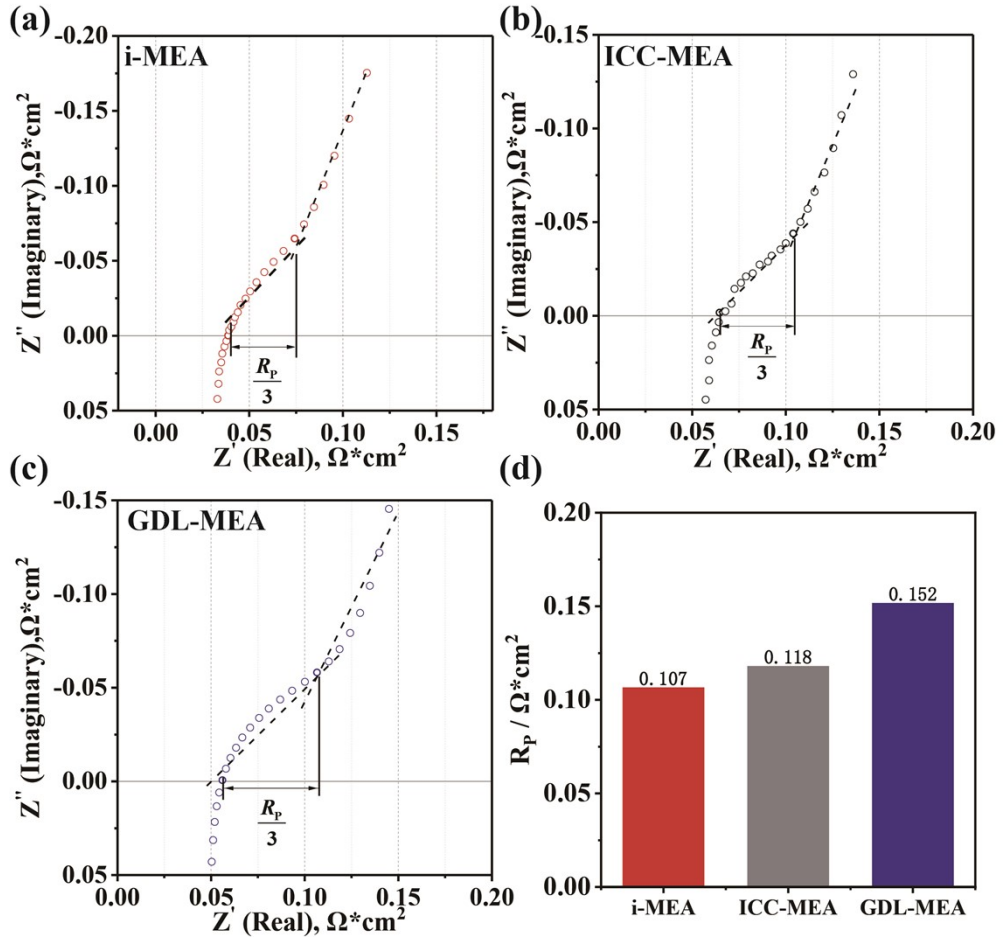 (a)
i-MEA
-0.20
-0.15
-0.10
-0.05
0.00
0.05
Z" (Imaginary),Ω*cm²
R_P
3
0.00 0.05 0.10 0.15
Z' (Real), Ω*cm²
(b)
ICC-MEA
-0.15
-0.10
-0.05
0.00
0.05
Z" (Imaginary),Ω*cm²
R_P
3
0.00 0.05 0.10 0.15 0.20
Z' (Real), Ω*cm²
(c)
GDL-MEA
-0.15
-0.10
-0.05
0.00
0.05
Z" (Imaginary),Ω*cm²
R_P
3
0.00 0.05 0.10 0.15 0.20
Z' (Real), Ω*cm²
(d)
0.20
0.15
0.10
0.05
0.00
R_P / Ω*cm²
0.107
0.118
0.152
i-MEA ICC-MEA GDL-MEA